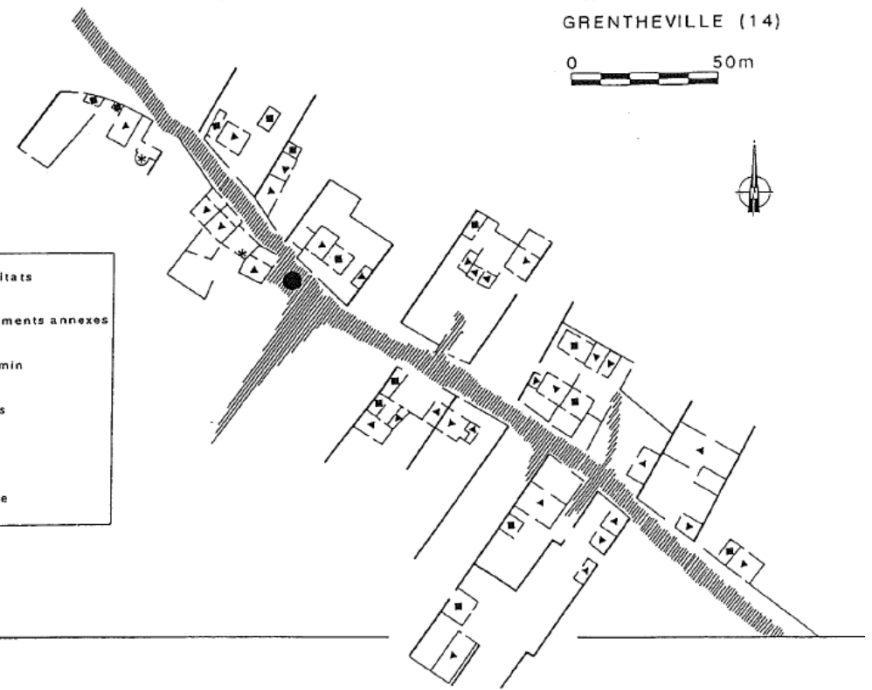 GRENTHEVILLE (14)
0 50m
itats
ments annexes
min
s
e